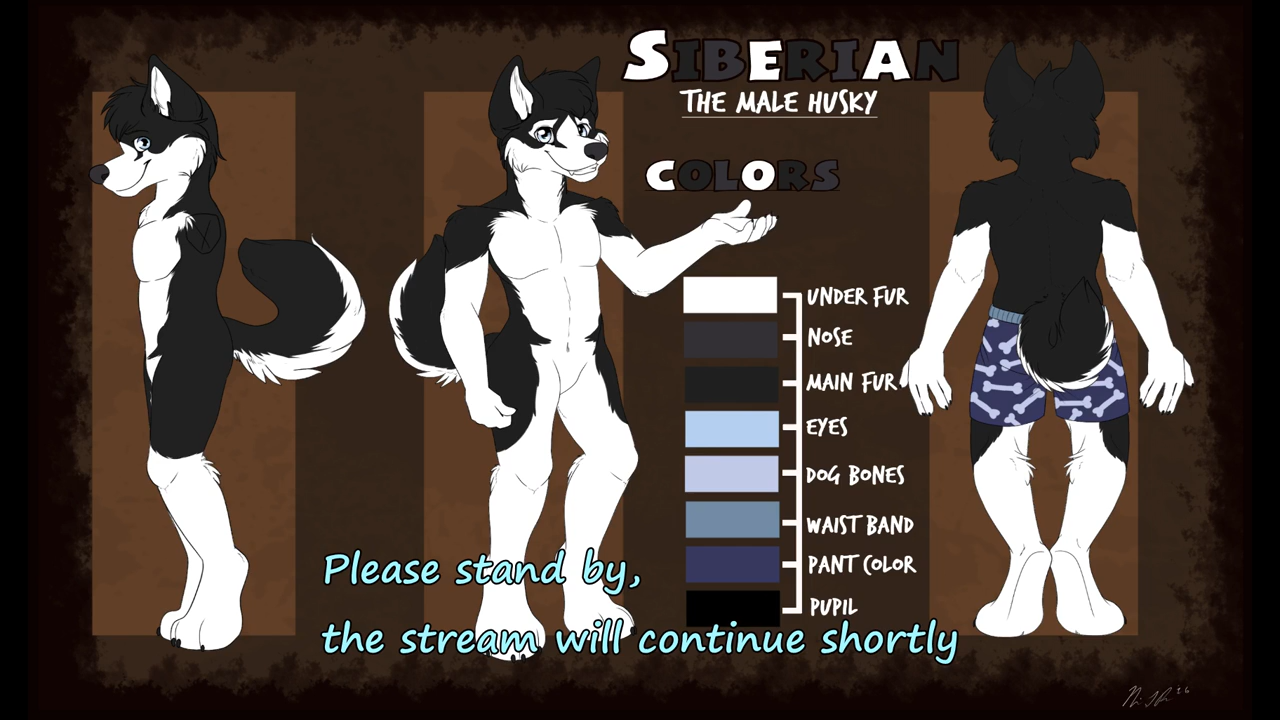 SIBERIAN
THE MALE HUSKY
COLORS
UNDER FUR
NOSE
MAIN FUR
EYES
DOG BONES
WAIST BAND
PANT COLOR
PUPIL
Please stand by,
the stream will continue shortly